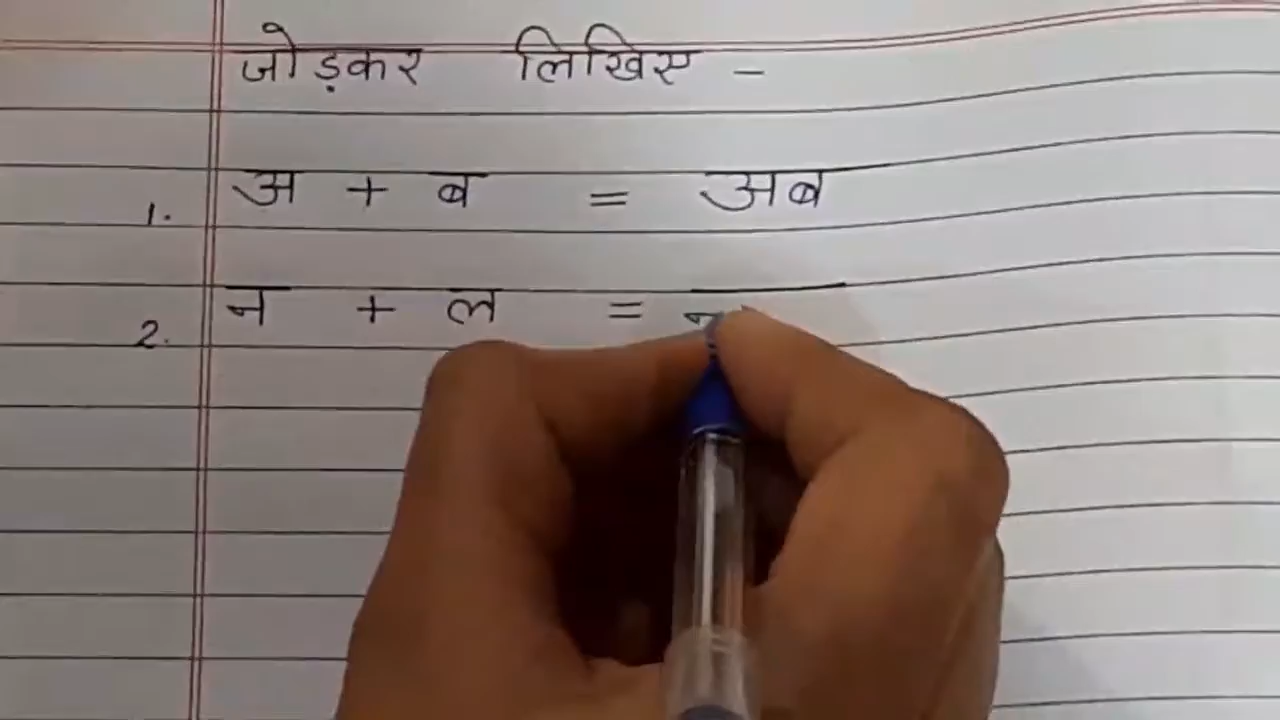 जोड़कर लिखिए -
1. अ + ब = अब
2. न + ल = न